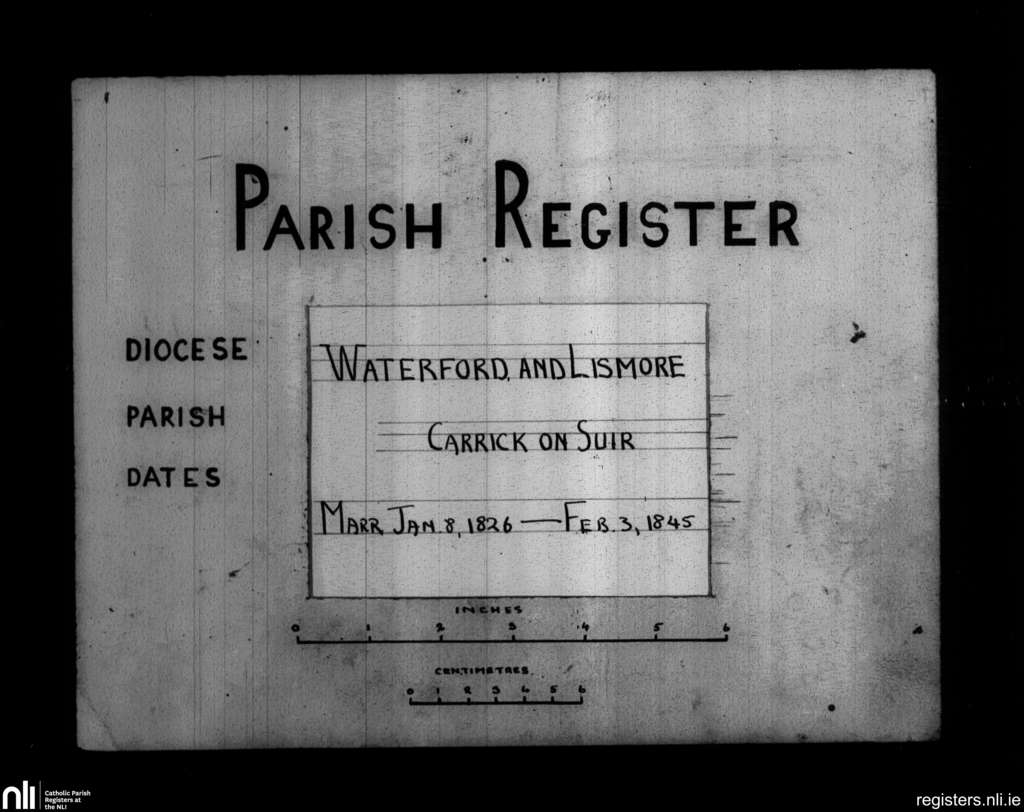 PARISH REGISTER
DIOCESE WATERFORD, AND LISMORE
PARISH CARRICK ON SUIR
DATES MARR JAN. 8, 1826 — FEB. 3, 1845
INCHES
0 1 2 3 4 5 6
CENTIMETRES
0 1 2 3 4 5 6
nli Catholic Parish
Registers at
the NLI
registers.nli.ie